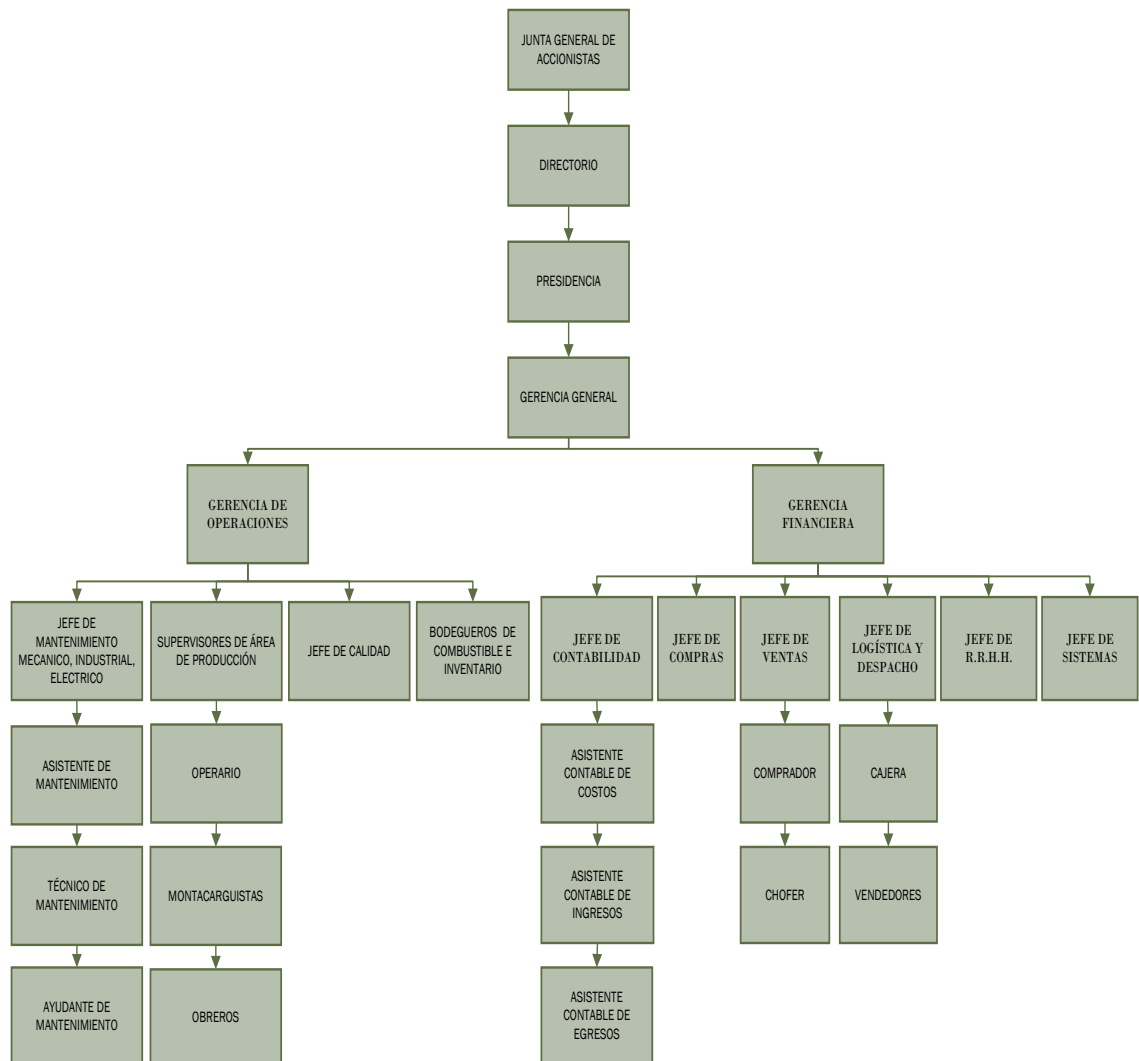 JUNTA GENERAL DE
ACCIONISTAS
DIRECTORIO
PRESIDENCIA
GERENCIA GENERAL
GERENCIA DE
OPERACIONES
GERENCIA
FINANCIERA
JEFE DE
MANTENIMIENTO
MECANICO, INDUSTRIAL,
ELECTRICO
SUPERVISORES DE ÁREA
DE PRODUCCIÓN
JEFE DE CALIDAD
BODEGUEROS DE
COMBUSTIBLE E
INVENTARIO
JEFE DE
CONTABILIDAD
JEFE DE
COMPRAS
JEFE DE
VENTAS
JEFE DE
LOGÍSTICA Y
DESPACHO
JEFE DE
R.R.H.H.
JEFE DE
SISTEMAS
ASISTENTE DE
MANTENIMIENTO
OPERARIO
ASISTENTE
CONTABLE DE
COSTOS
COMPRADOR
CAJERA
TÉCNICO DE
MANTENIMIENTO
MONTACARGUISTAS
ASISTENTE
CONTABLE DE
INGRESOS
CHOFER
VENDEDORES
AYUDANTE DE
MANTENIMIENTO
OBREROS
ASISTENTE
CONTABLE DE
EGRESOS